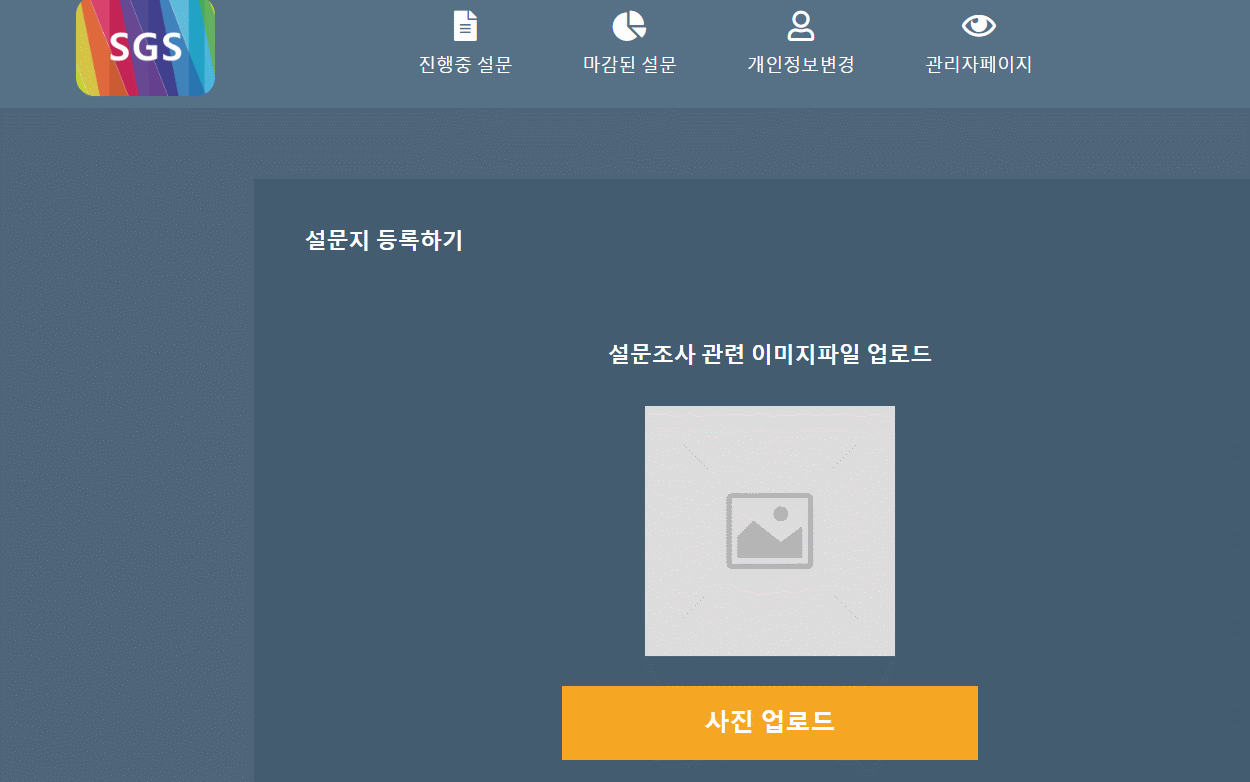 SGS
진행중 설문
마감된 설문
개인정보변경
관리자페이지
설문지 등록하기
설문조사 관련 이미지파일 업로드
사진 업로드